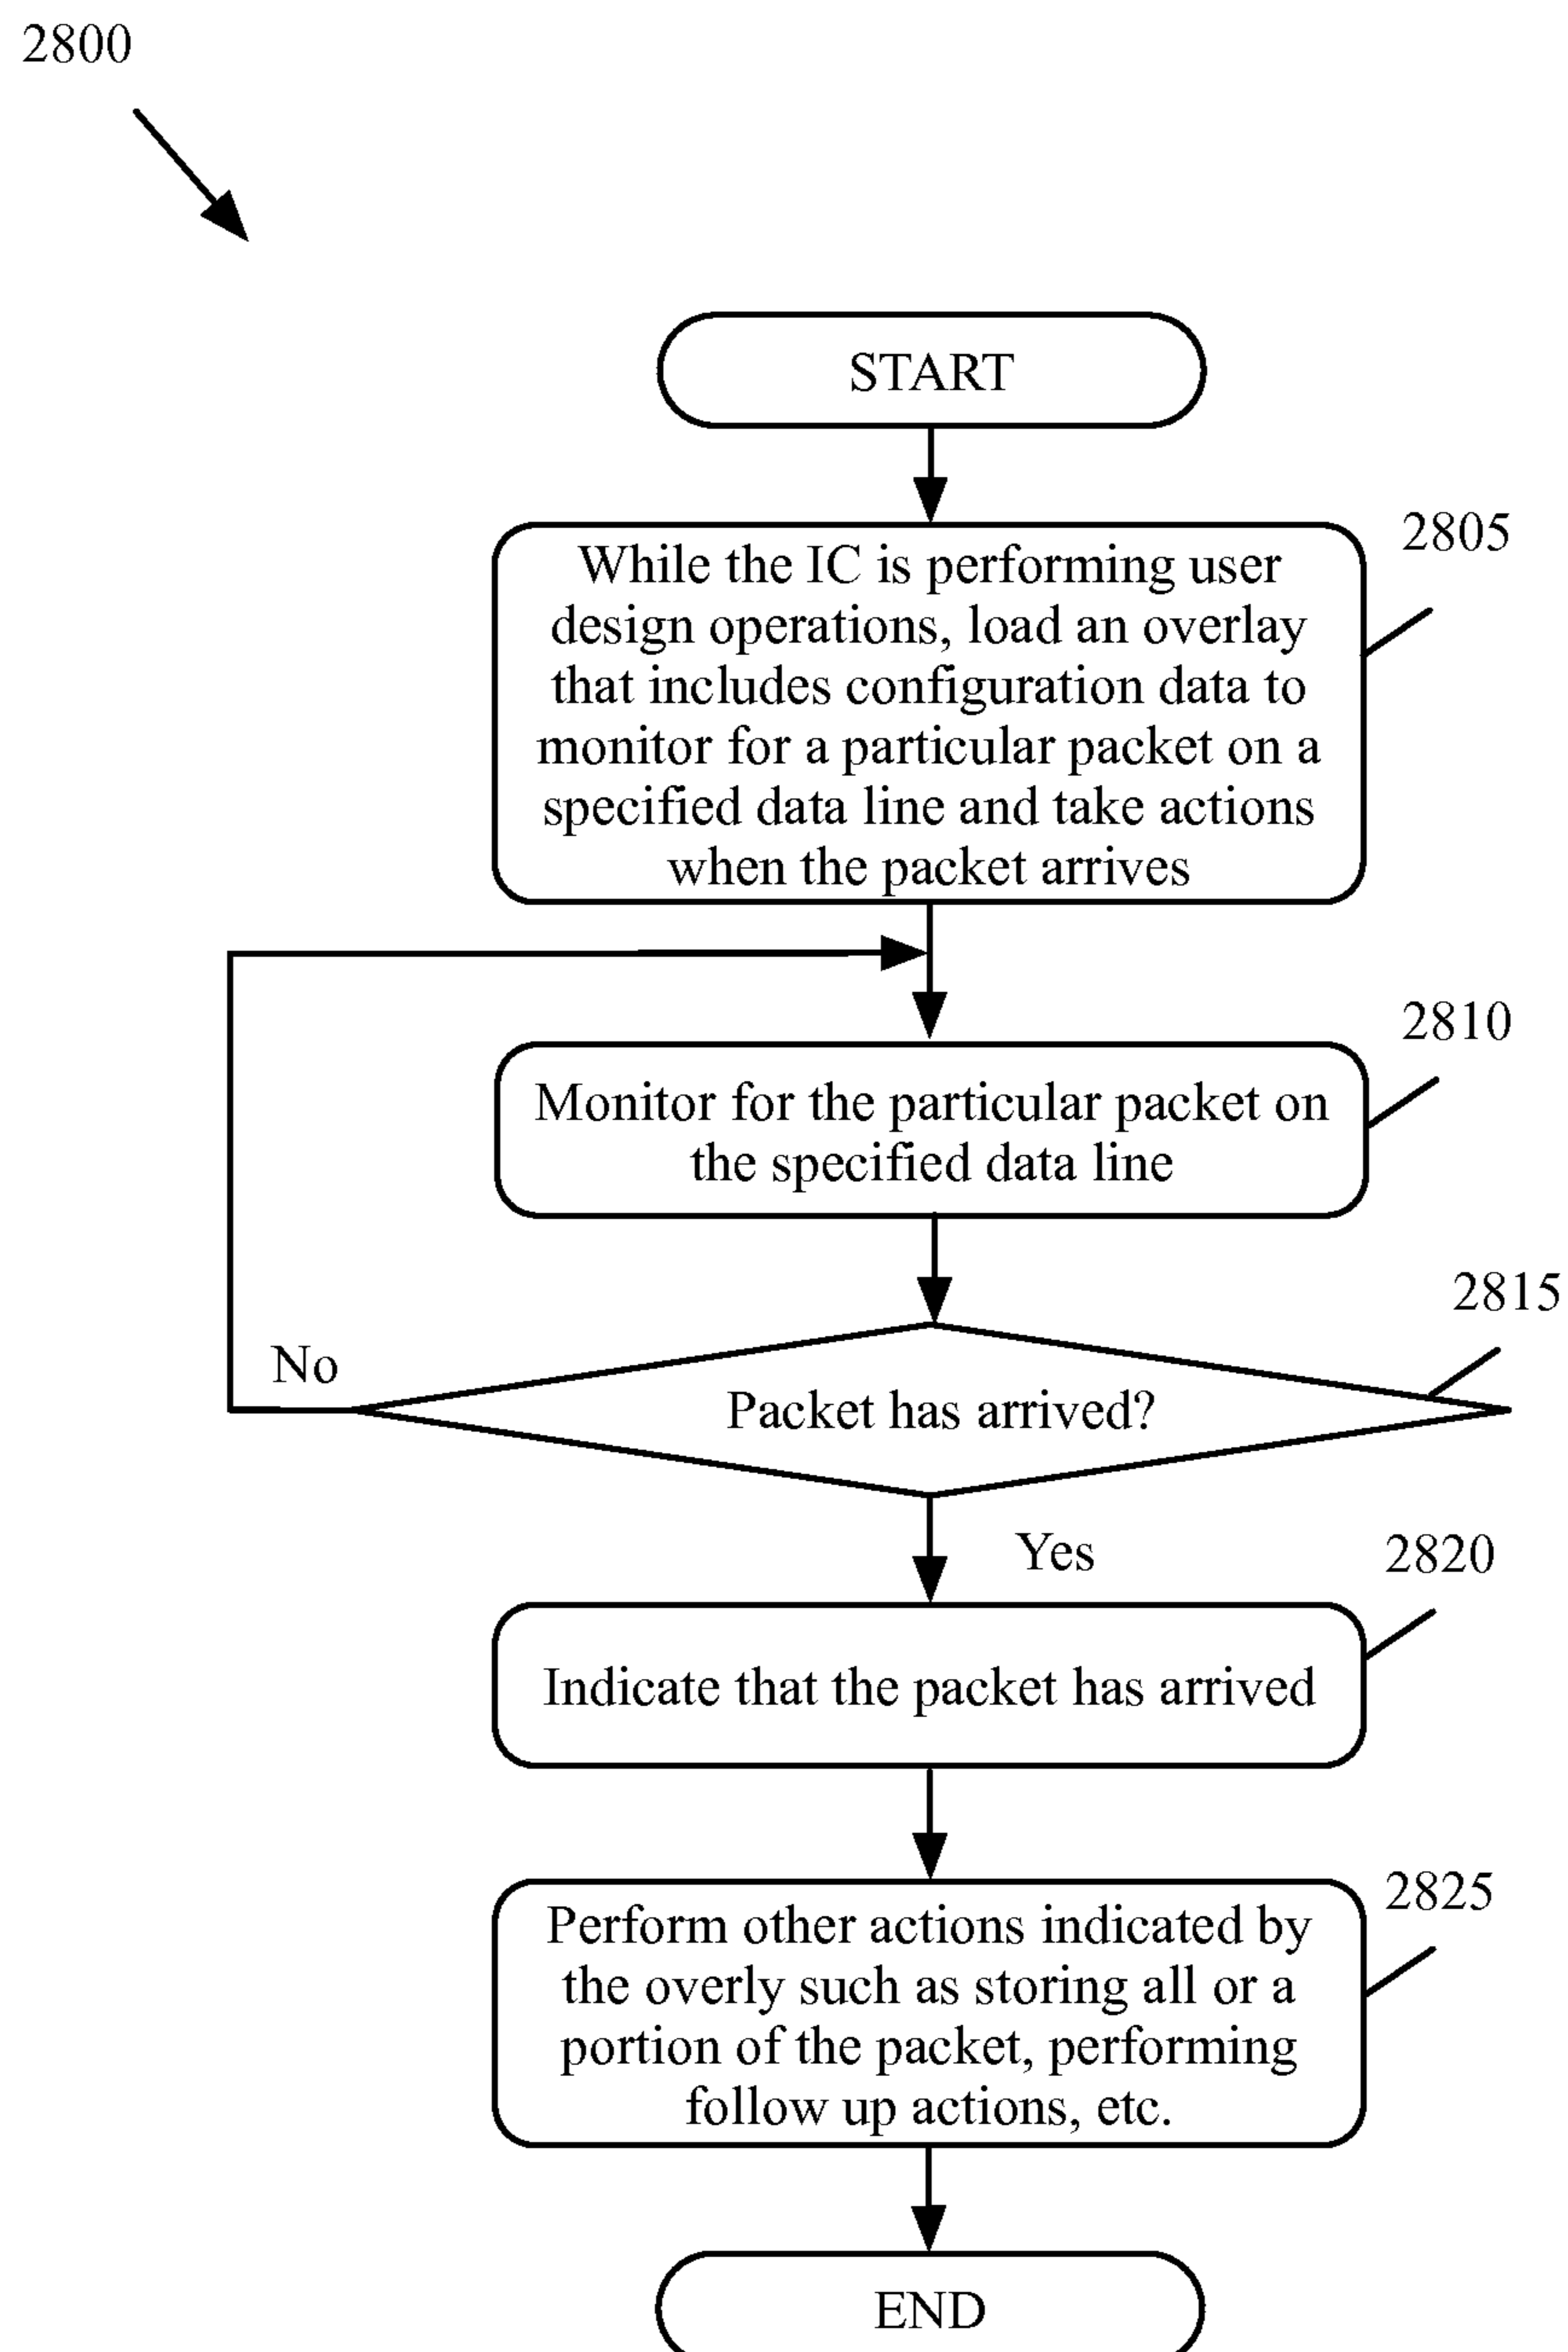 2800
START
2805
While the IC is performing user
design operations, load an overlay
that includes configuration data to
monitor for a particular packet on a
specified data line and take actions
when the packet arrives
2810
Monitor for the particular packet on
the specified data line
2815
No
Packet has arrived?
Yes
2820
Indicate that the packet has arrived
2825
Perform other actions indicated by
the overly such as storing all or a
portion of the packet, performing
follow up actions, etc.
END